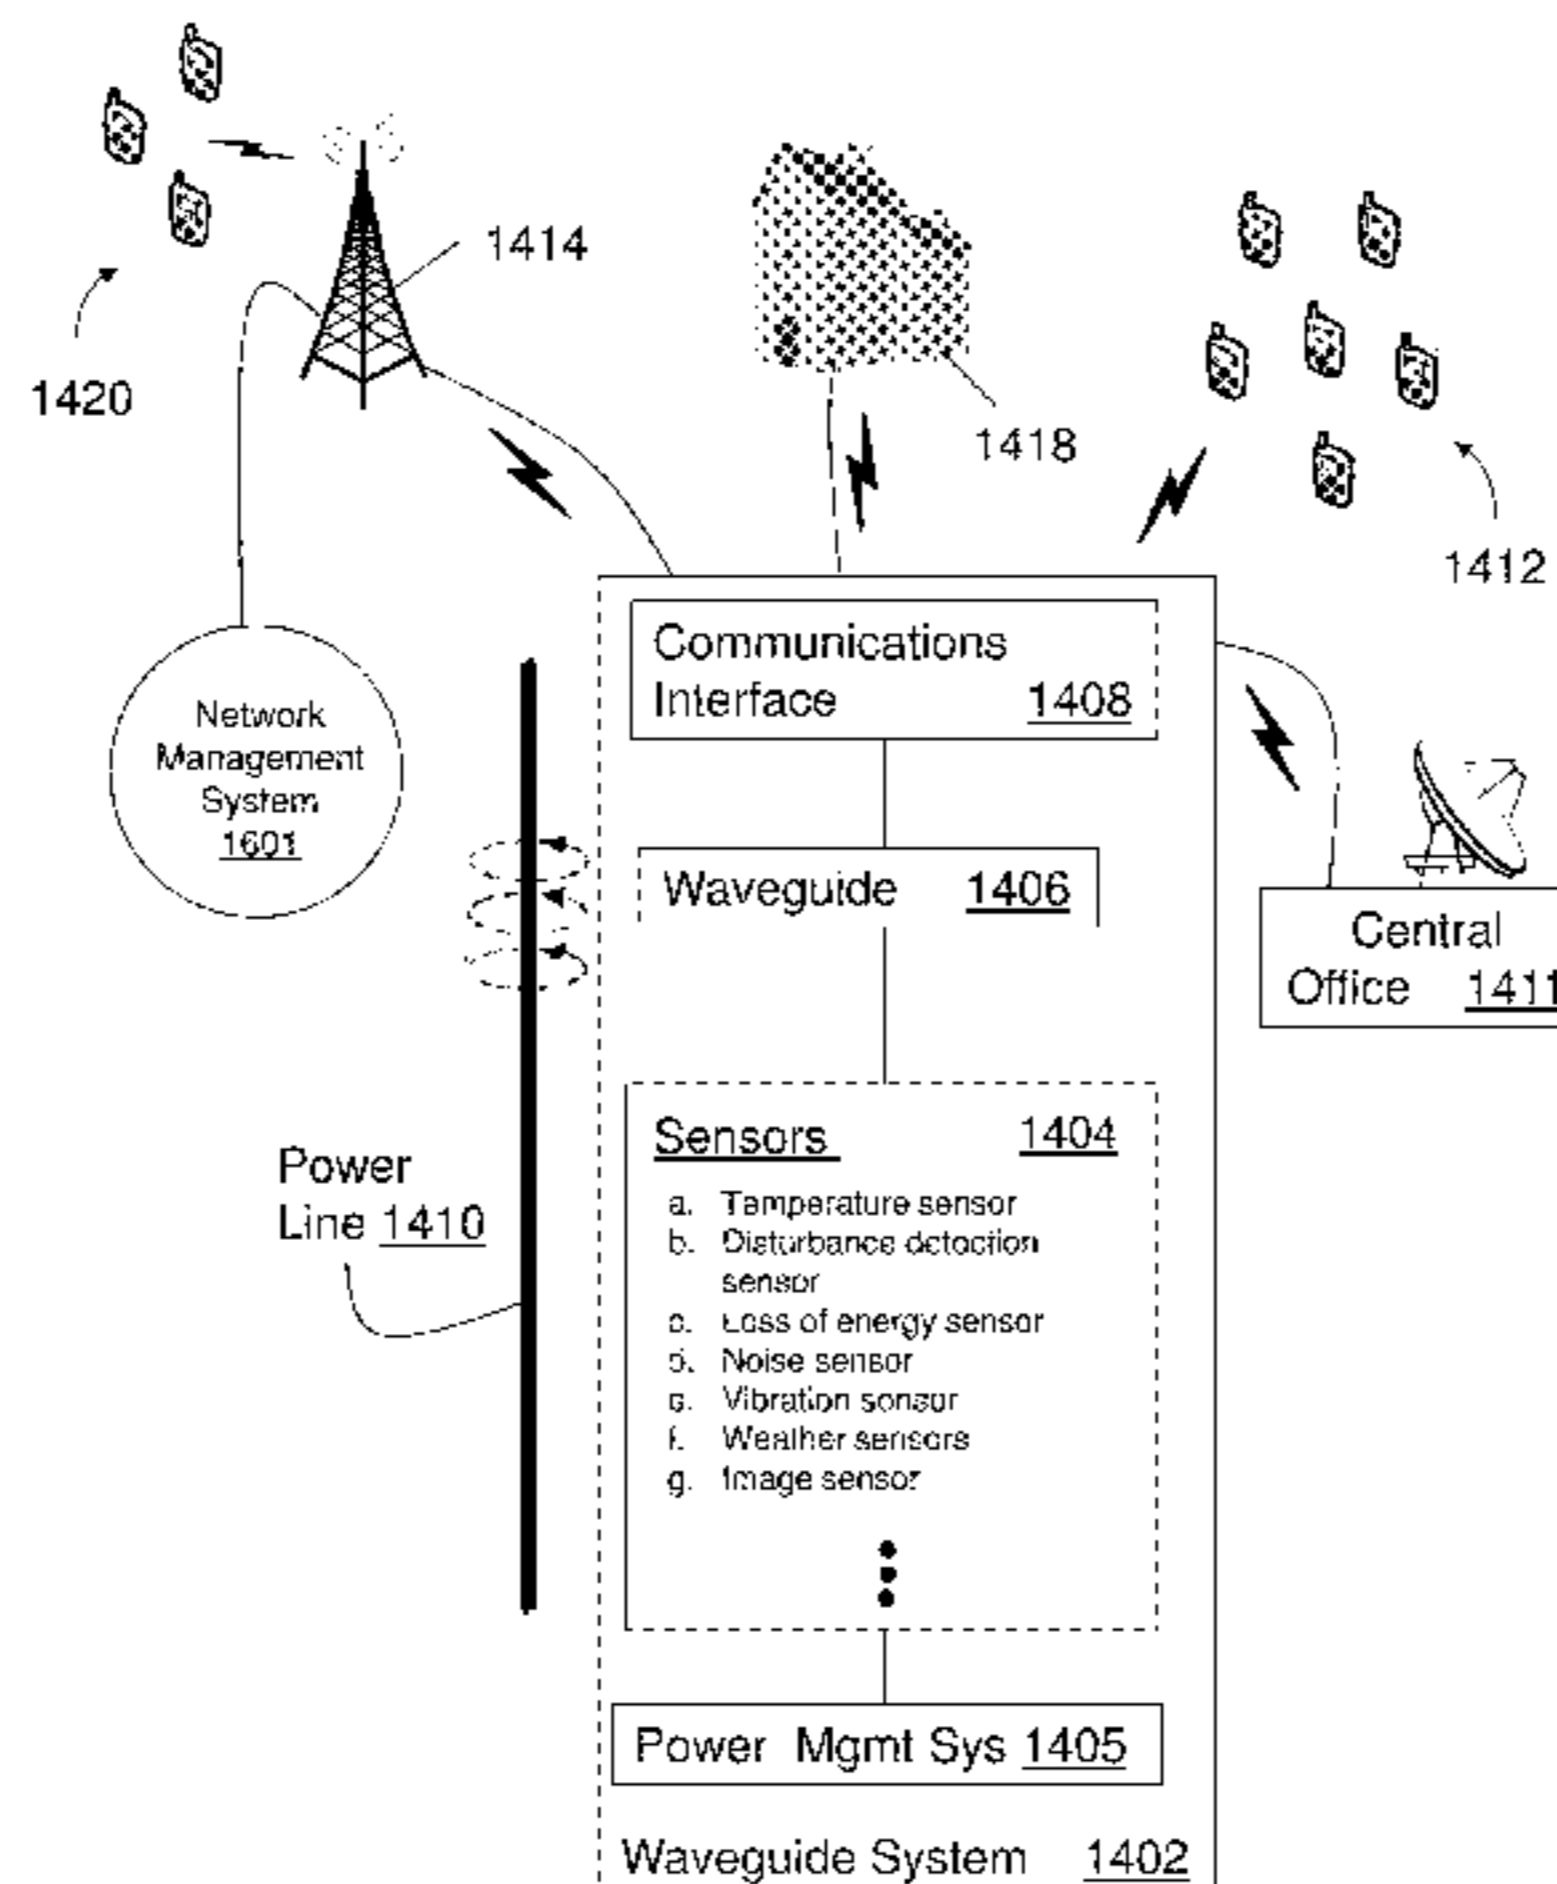 1414
1420
1418
1412
Communications
Interface 1408
Network
Management
System
1601
Waveguide 1406
Central
Office 1411
Power
Line 1410
Sensors 1404
a. Temperature sensor
b. Disturbance detection
sensor
c. Loss of energy sensor
d. Noise sensor
e. Vibration sensor
f. Weather sensors
g. Image sensor
Power Mgmt Sys 1405
Waveguide System 1402